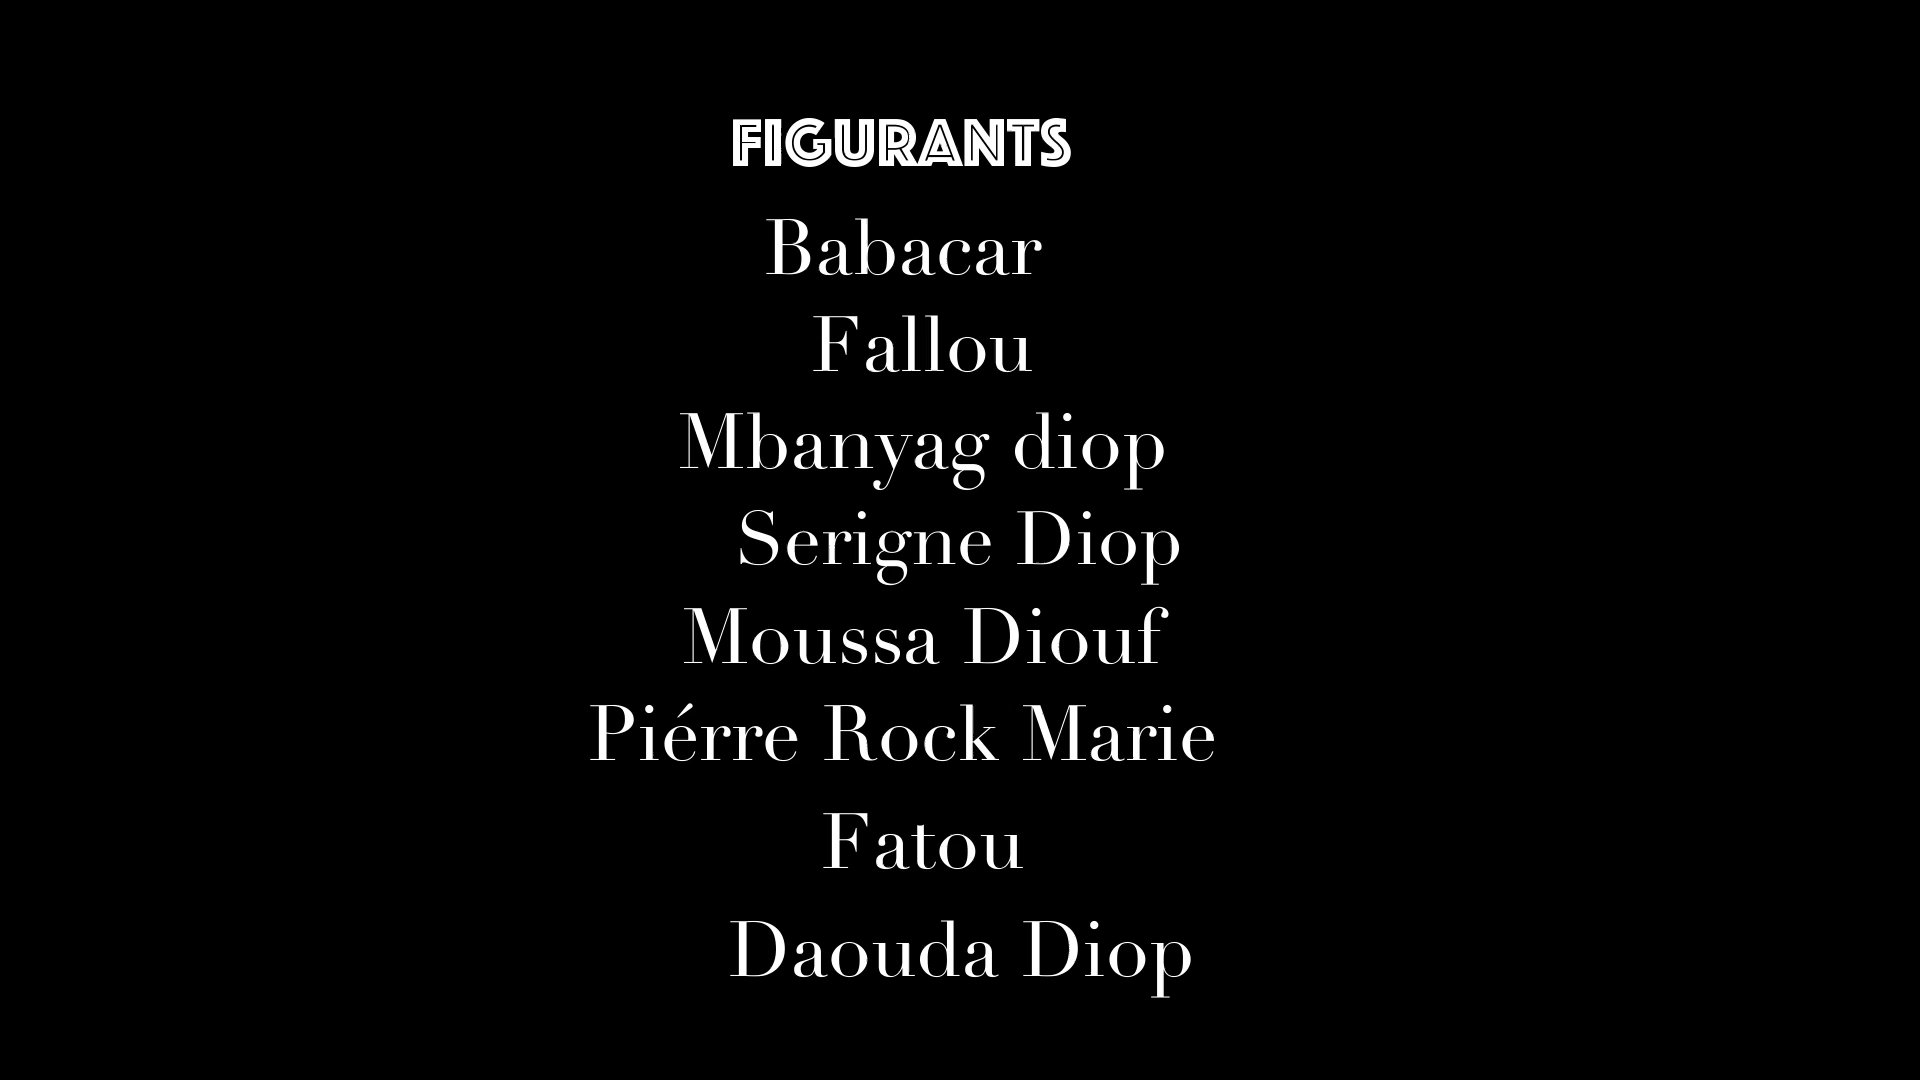 FIGURANTS
Babacar
Fallou
Mbanyag diop
Serigne Diop
Moussa Diouf
Piérre Rock Marie
Fatou
Daouda Diop